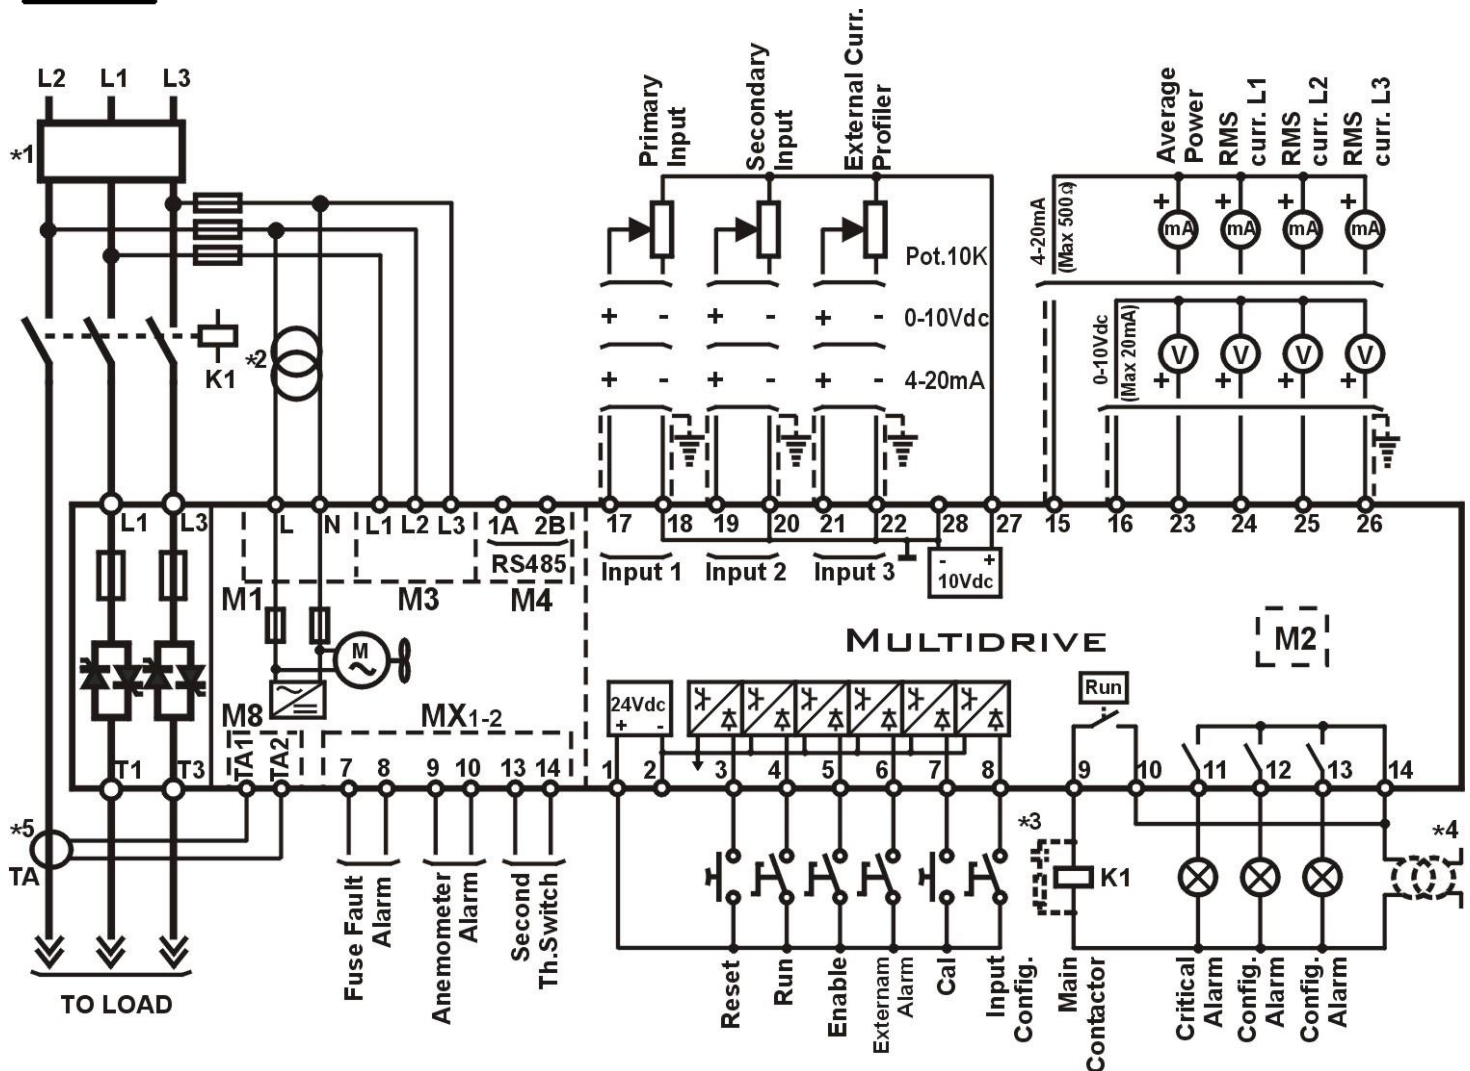 L2 L1 L3
*1
Primary
Input
Secondary
Input
External Curr.
Profiler
Average
Power
RMS
curr. L1
RMS
curr. L2
RMS
curr. L3
4-20mA
(Max 500Ω)
+ + + +
mA mA mA mA
Pot.10K
+ - + - + - 0-10Vdc
+ - + - + - 4-20mA
0-10Vdc
(Max 20mA)
V V V V
+ + + +
K1
*2
L1 L3 L N L1 L2 L3 1A 2B
RS485
M1 M3 M4
17 18 19 20 21 22 28 27 15 16 23 24 25 26
Input 1 Input 2 Input 3
- +
10Vdc
MULTIDRIVE
M2
M
M8 MX1-2
24Vdc
+ -
Run
T1 T3 TA1 TA2 7 8 9 10 13 14
1 2 3 4 5 6 7 8 9 10 11 12 13 14
*5
TA
*3
K1
*4
Fuse Fault
Alarm
Anemometer
Alarm
Second
Th.Switch
Reset
Run
Enable
Externam
Alarm
Cal
Input
Config.
Main
Contactor
Critical
Alarm
Config.
Alarm
Config.
Alarm
TO LOAD